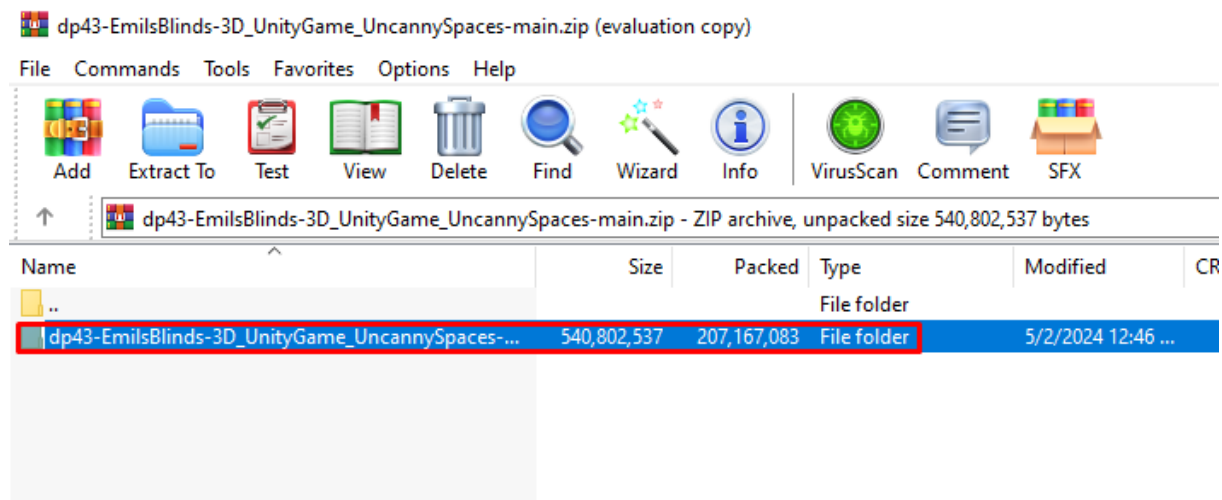 dp43-EmilsBlinds-3D_UnityGame_UncannySpaces-main.zip (evaluation copy)
File Commands Tools Favorites Options Help
Add Extract To Test View Delete Find Wizard Info VirusScan Comment SFX
dp43-EmilsBlinds-3D_UnityGame_UncannySpaces-main.zip - ZIP archive, unpacked size 540,802,537 bytes
Name Size Packed Type Modified CR
.. File folder
dp43-EmilsBlinds-3D_UnityGame_UncannySpaces-... 540,802,537 207,167,083 File folder 5/2/2024 12:46 ...